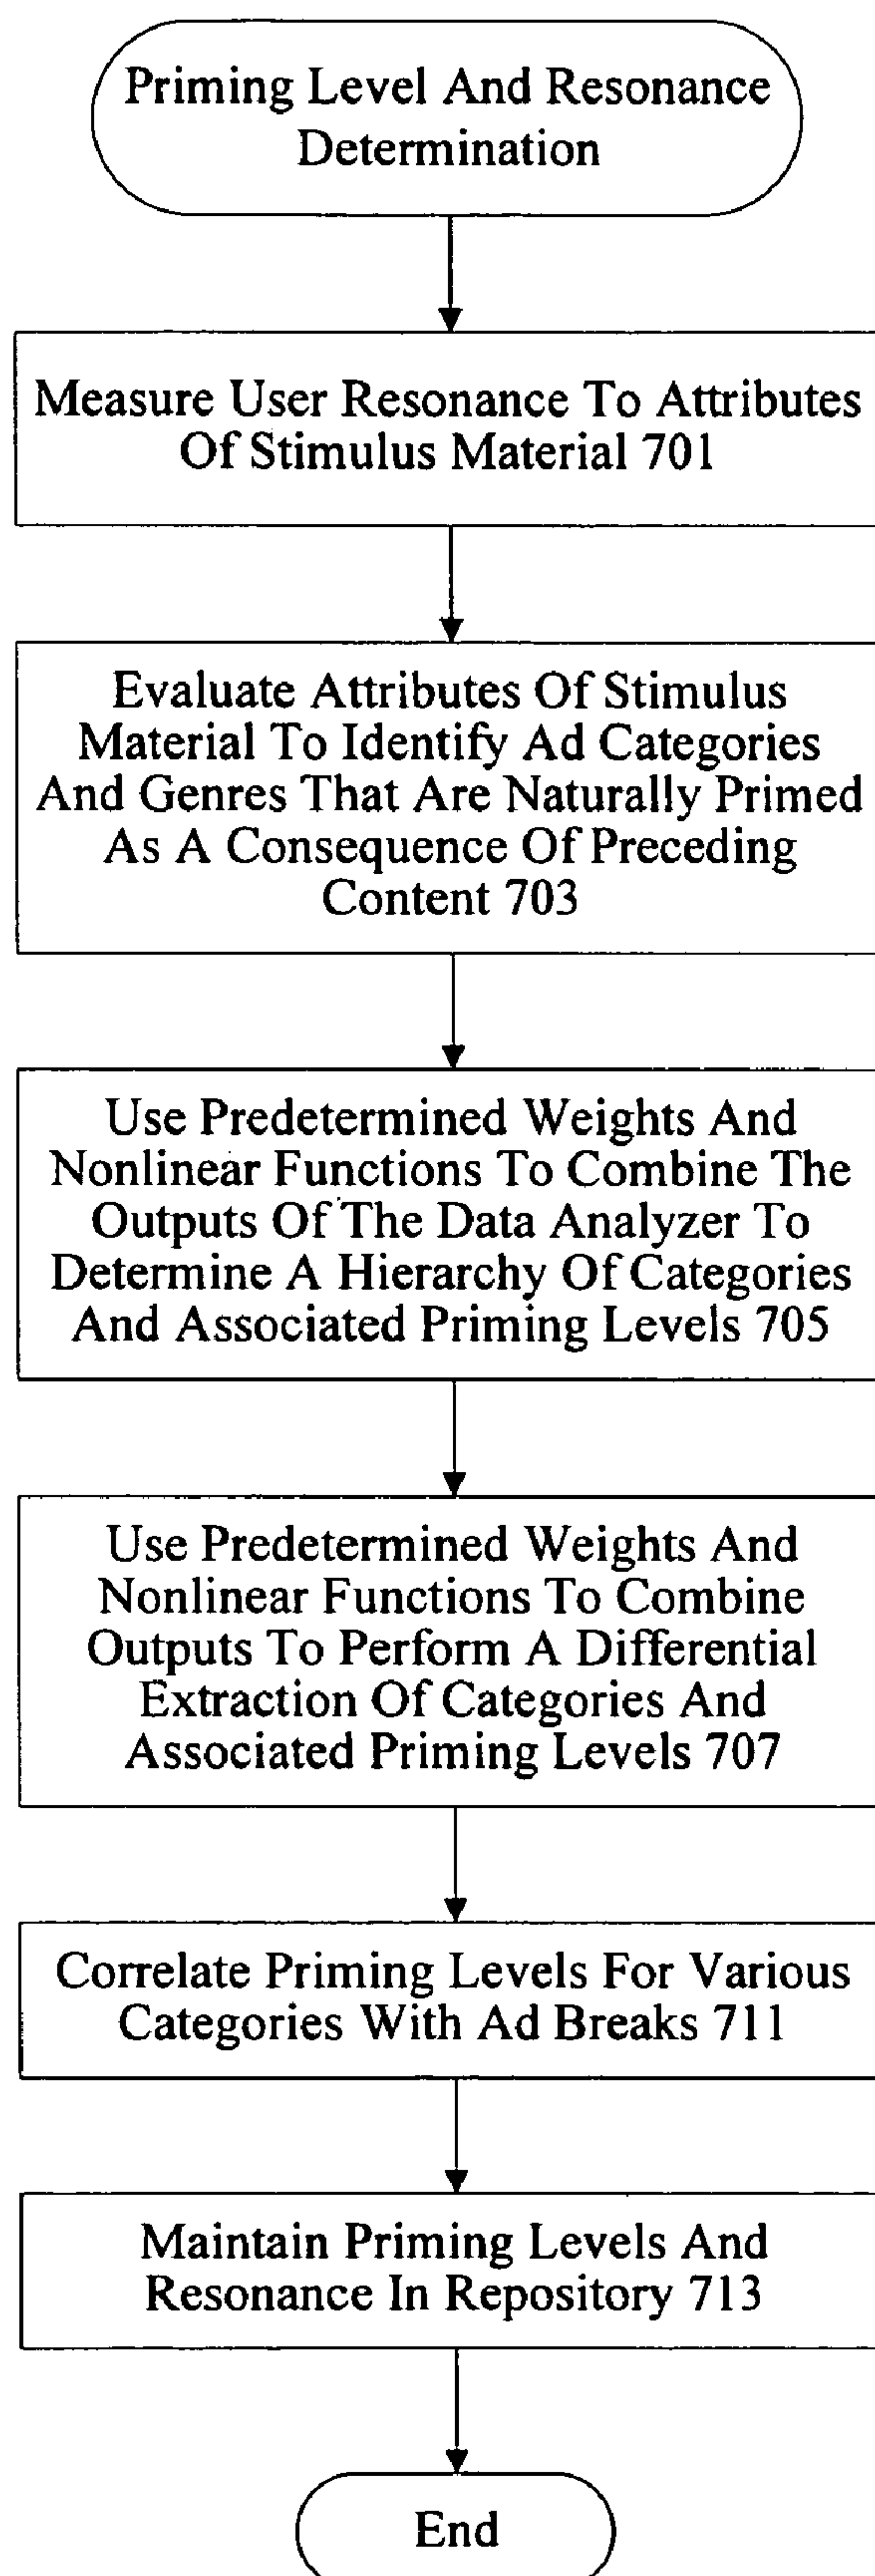 Priming Level And Resonance
Determination
Measure User Resonance To Attributes
Of Stimulus Material 701
Evaluate Attributes Of Stimulus
Material To Identify Ad Categories
And Genres That Are Naturally Primed
As A Consequence Of Preceding
Content 703
Use Predetermined Weights And
Nonlinear Functions To Combine The
Outputs Of The Data Analyzer To
Determine A Hierarchy Of Categories
And Associated Priming Levels 705
Use Predetermined Weights And
Nonlinear Functions To Combine
Outputs To Perform A Differential
Extraction Of Categories And
Associated Priming Levels 707
Correlate Priming Levels For Various
Categories With Ad Breaks 711
Maintain Priming Levels And
Resonance In Repository 713
End